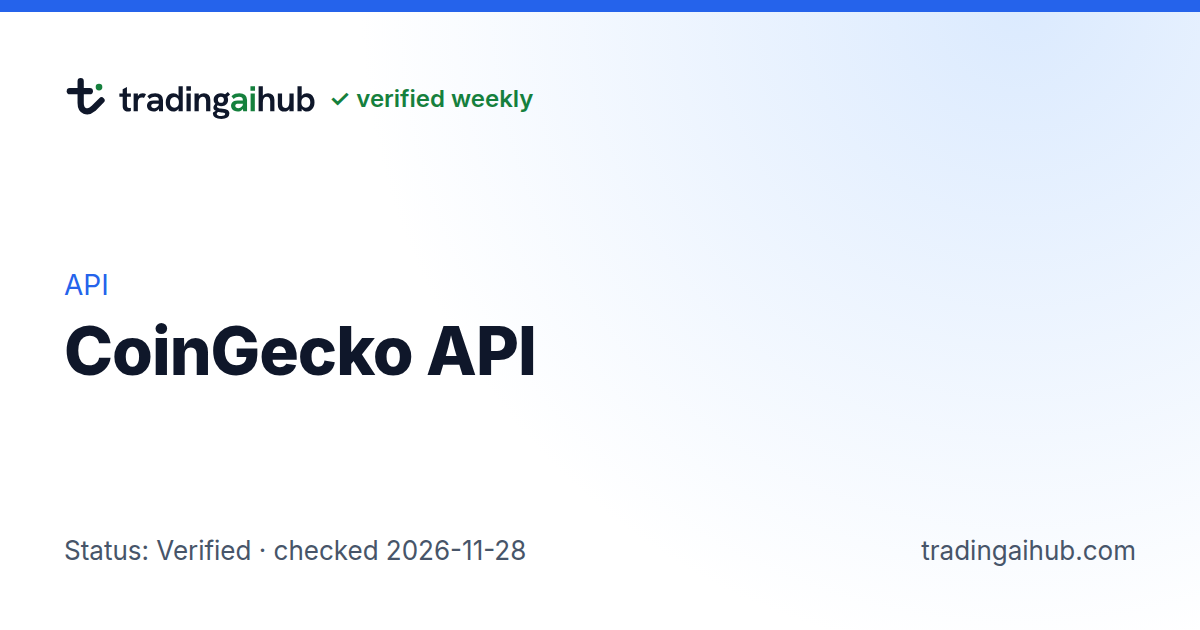 tradingaihub ✓ verified weekly
API
CoinGecko API
Status: Verified · checked 2026-11-28
tradingaihub.com